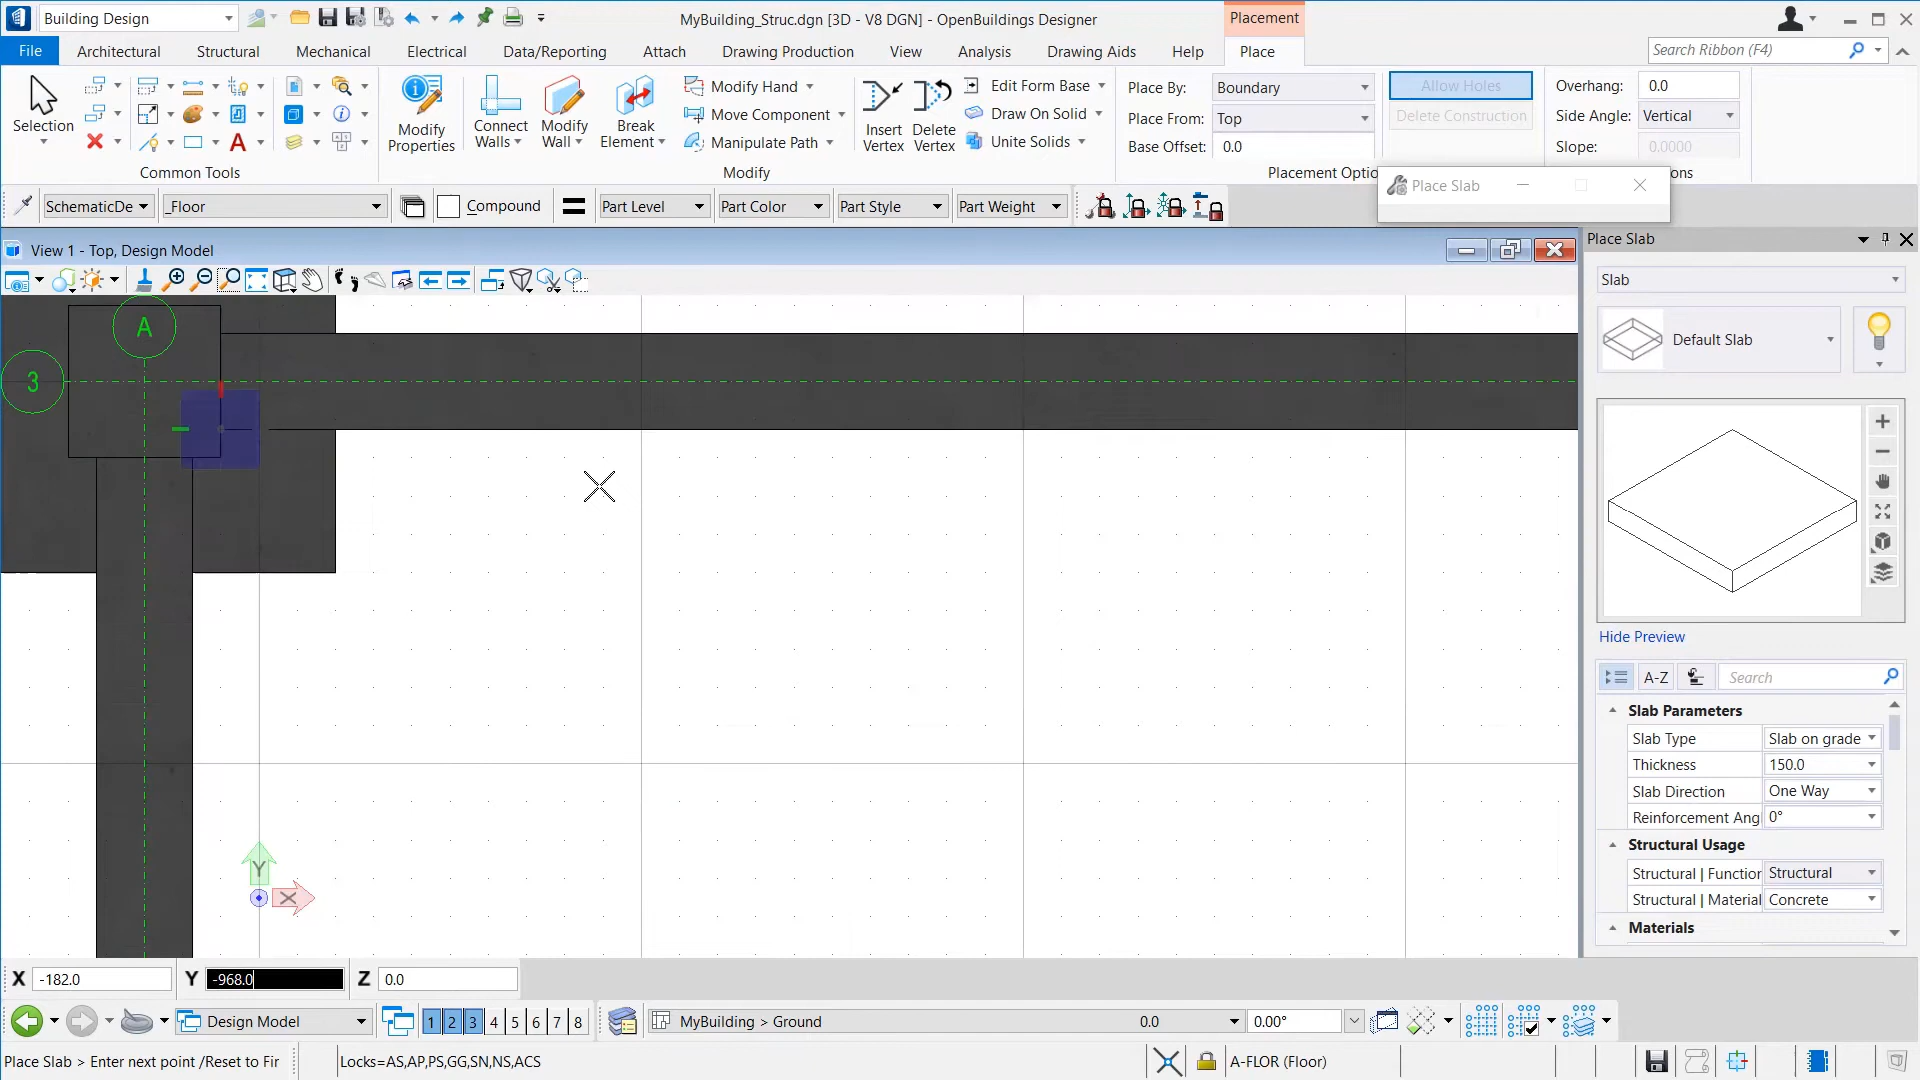 Building Design
MyBuilding_Struc.dgn [3D - V8 DGN] - OpenBuildings Designer
Placement
File
Architectural
Structural
Mechanical
Electrical
Data/Reporting
Attach
Drawing Production
View
Analysis
Drawing Aids
Help
Place
Search Ribbon (F4)
Selection
Common Tools
Modify
Properties
Connect
Walls
Modify
Wall
Break
Element
Modify Hand
Move Component
Manipulate Path
Insert
Vertex
Delete
Vertex
Edit Form Base
Draw On Solid
Unite Solids
Modify
Place By: Boundary
Place From: Top
Base Offset: 0.0
Placement Optio
Allow Holes
Delete Construction
Overhang: 0.0
Side Angle: Vertical
Slope: 0.0000
ons
Place Slab
SchematicDe
_Floor
Compound
Part Level
Part Color
Part Style
Part Weight
View 1 - Top, Design Model
A
3
Y
X
Place Slab
Slab
Default Slab
Hide Preview
A-Z
Search
Slab Parameters
Slab Type Slab on grade
Thickness 150.0
Slab Direction One Way
Reinforcement Ang 0°
Structural Usage
Structural | Function Structural
Structural | Material Concrete
Materials
X -182.0 Y -968.0 Z 0.0
Design Model
1 2 3 4 5 6 7 8
MyBuilding > Ground
0.0
0.00°
Place Slab > Enter next point /Reset to Fir
Locks=AS,AP,PS,GG,SN,NS,ACS
A-FLOR (Floor)